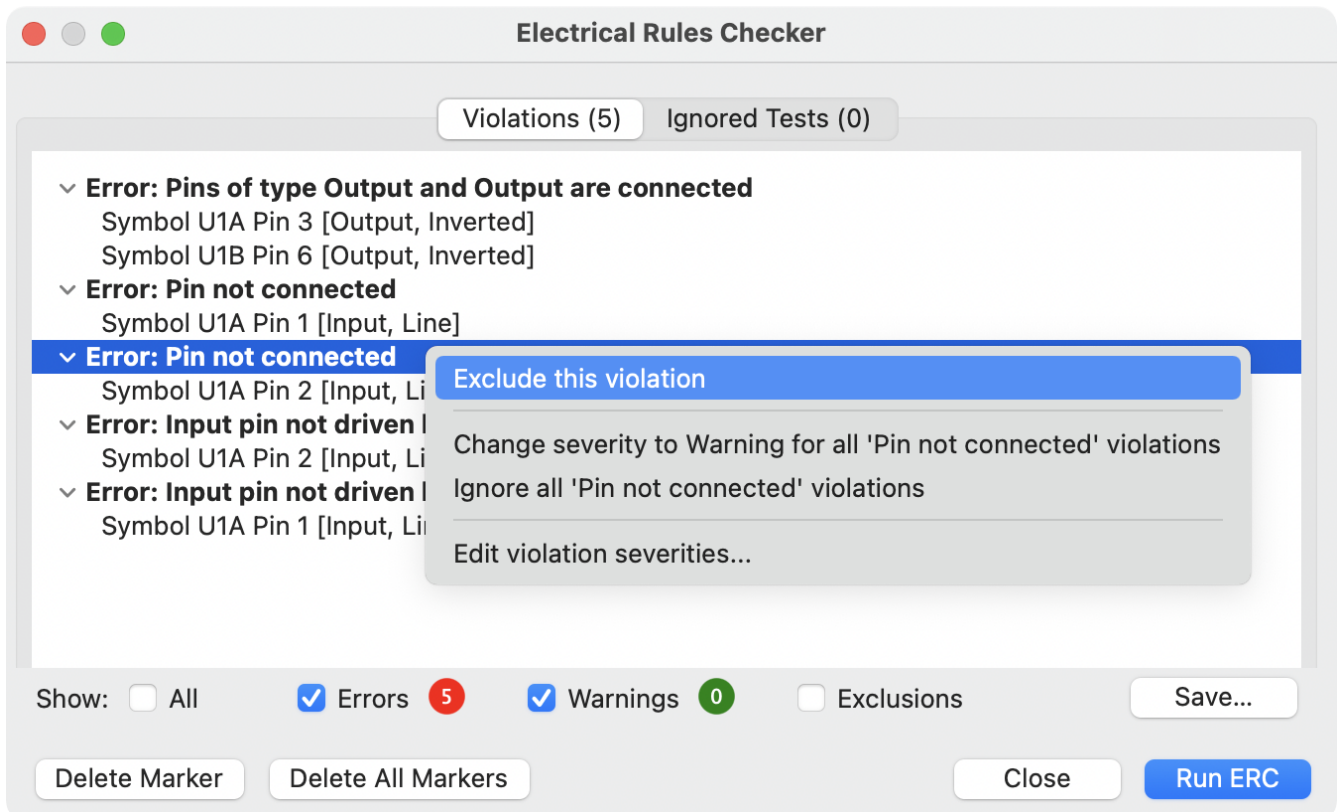 Electrical Rules Checker
Violations (5) Ignored Tests (0)
Error: Pins of type Output and Output are connected
Symbol U1A Pin 3 [Output, Inverted]
Symbol U1B Pin 6 [Output, Inverted]
Error: Pin not connected
Symbol U1A Pin 1 [Input, Line]
Error: Pin not connected
Exclude this violation
Symbol U1A Pin 2 [Input,
Error: Input pin not driven
Change severity to Warning for all 'Pin not connected' violations
Symbol U1A Pin 2 [Input,
Ignore all 'Pin not connected' violations
Error: Input pin not driven
Symbol U1A Pin 1 [Input,
Edit violation severities...
Show: All Errors 5 Warnings 0 Exclusions Save...
Delete Marker Delete All Markers Close Run ERC